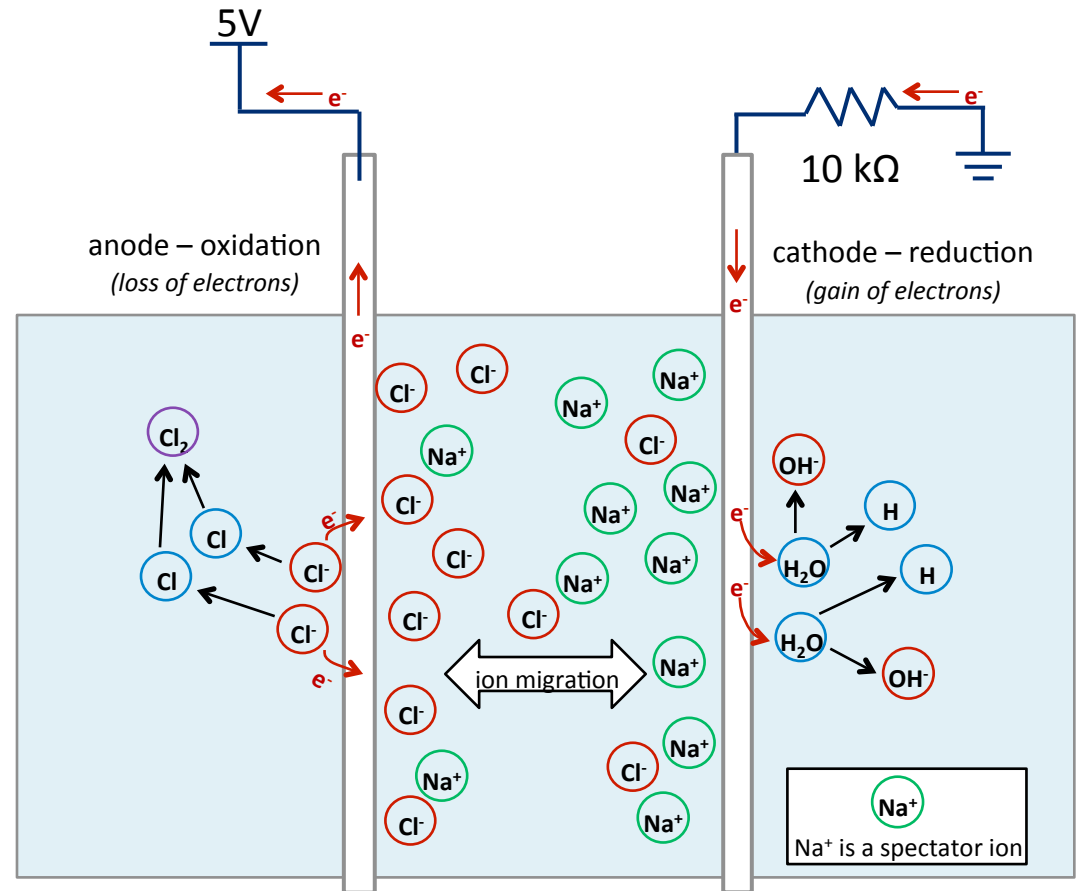 5V
e⁻
e⁻
10 kΩ
anode – oxidation
(loss of electrons)
cathode – reduction
(gain of electrons)
e⁻
e⁻
Cl⁻
Cl⁻
Na⁺
Na⁺
Cl⁻
Na⁺
Cl₂
OH⁻
Cl⁻
Na⁺
Na⁺
e⁻
e⁻
H
Cl
Cl⁻
Cl⁻
Na⁺
H₂O
Cl
Na⁺
e⁻
H
Cl⁻
Cl⁻
Cl⁻
H₂O
e⁻
ion migration
Na⁺
OH⁻
Cl⁻
Na⁺
Na⁺
Cl⁻
Cl⁻
Na⁺
Na⁺
Na⁺ is a spectator ion